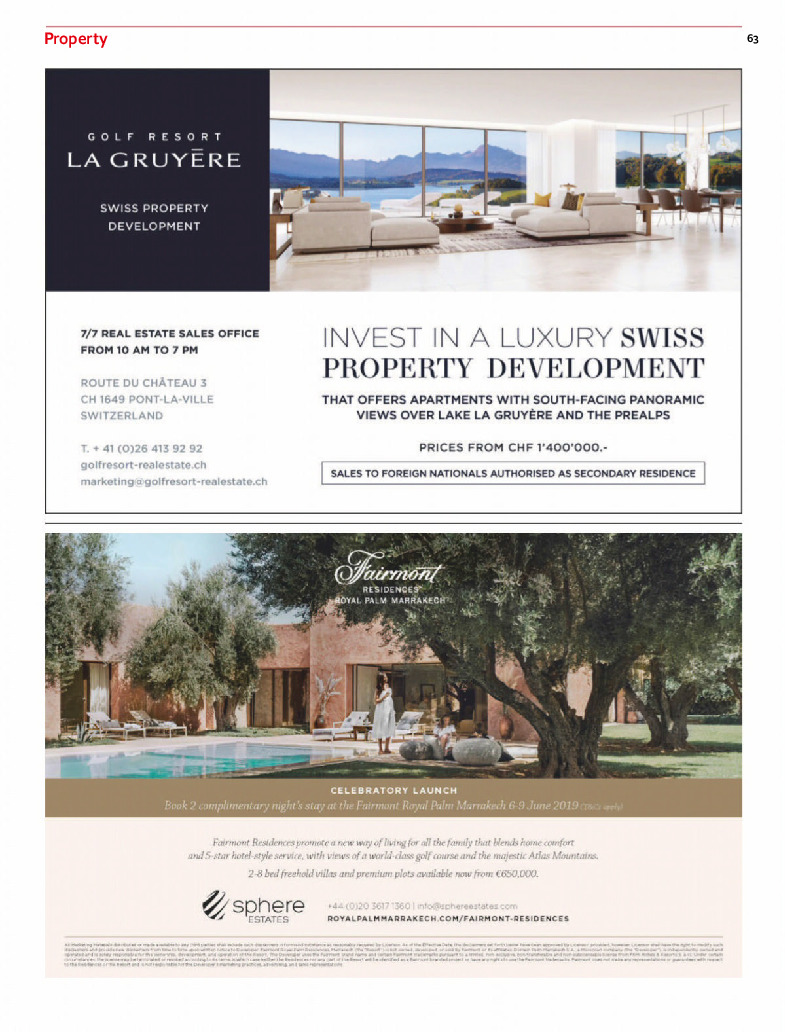 Property
63
GOLF RESORT
LA GRUYĒRE
SWISS PROPERTY
DEVELOPMENT
7/7 REAL ESTATE SALES OFFICE
FROM 10 AM TO 7 PM
ROUTE DU CHÂTEAU 3
CH 1649 PONT-LA-VILLE
SWITZERLAND
T. + 41 (0)26 413 92 92
golfresort-realestate.ch
marketing@golfresort-realestate.ch
INVEST IN A LUXURY SWISS
PROPERTY DEVELOPMENT
THAT OFFERS APARTMENTS WITH SOUTH-FACING PANORAMIC
VIEWS OVER LAKE LA GRUYÈRE AND THE PREALPS
PRICES FROM CHF 1'400'000.-
SALES TO FOREIGN NATIONALS AUTHORISED AS SECONDARY RESIDENCE
Fairmont
RESIDENCES
ROYAL PALM MARRAKECH
CELEBRATORY LAUNCH
Book 2 complimentary night's stay at the Fairmont Royal Palm Marrakech 6-9 June 2019 (T&Cs apply)
Fairmont Residences promote a new way of living for all the family that blends home comfort
and 5-star hotel-style service, with views of a world-class golf course and the majestic Atlas Mountains.
2-8 bed freehold villas and premium plots available now from €650,000.
sphere
ESTATES
+44 (0)20 3617 1360 | info@sphereestates.com
ROYALPALMMARRAKECH.COM/FAIRMONT-RESIDENCES